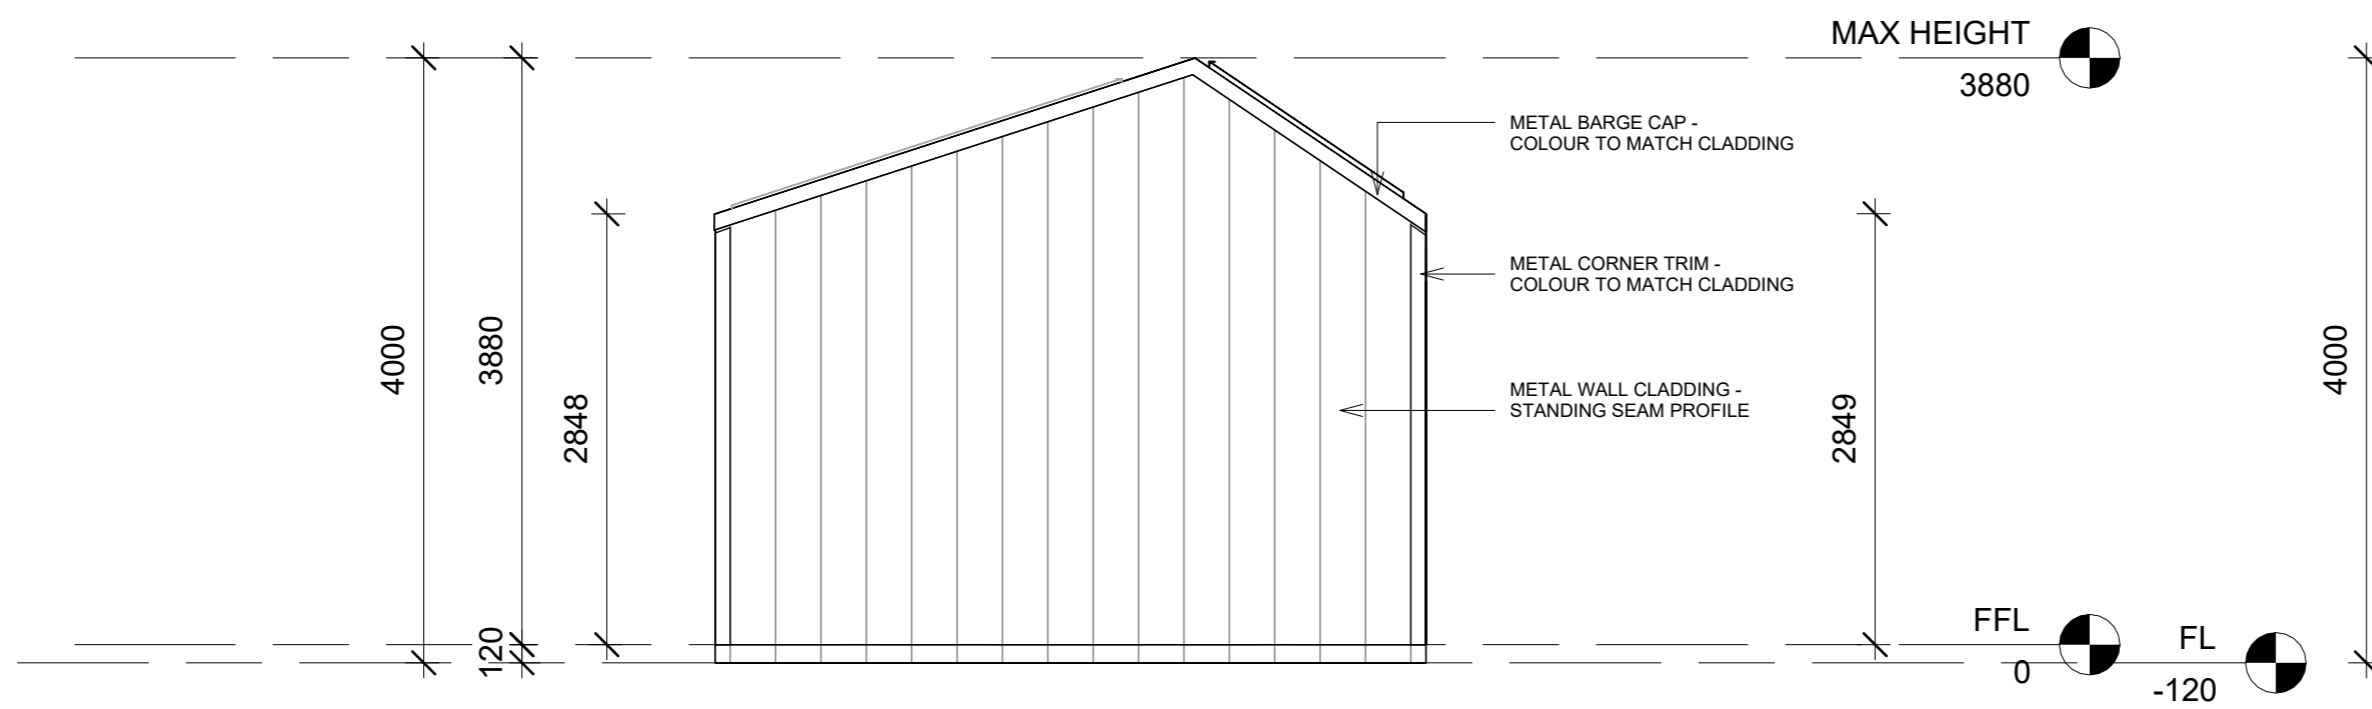 MAX HEIGHT
3880
METAL BARGE CAP -
COLOUR TO MATCH CLADDING
METAL CORNER TRIM -
COLOUR TO MATCH CLADDING
METAL WALL CLADDING -
STANDING SEAM PROFILE
4000
3880
2848
120
2849
4000
FFL
0
FL
-120